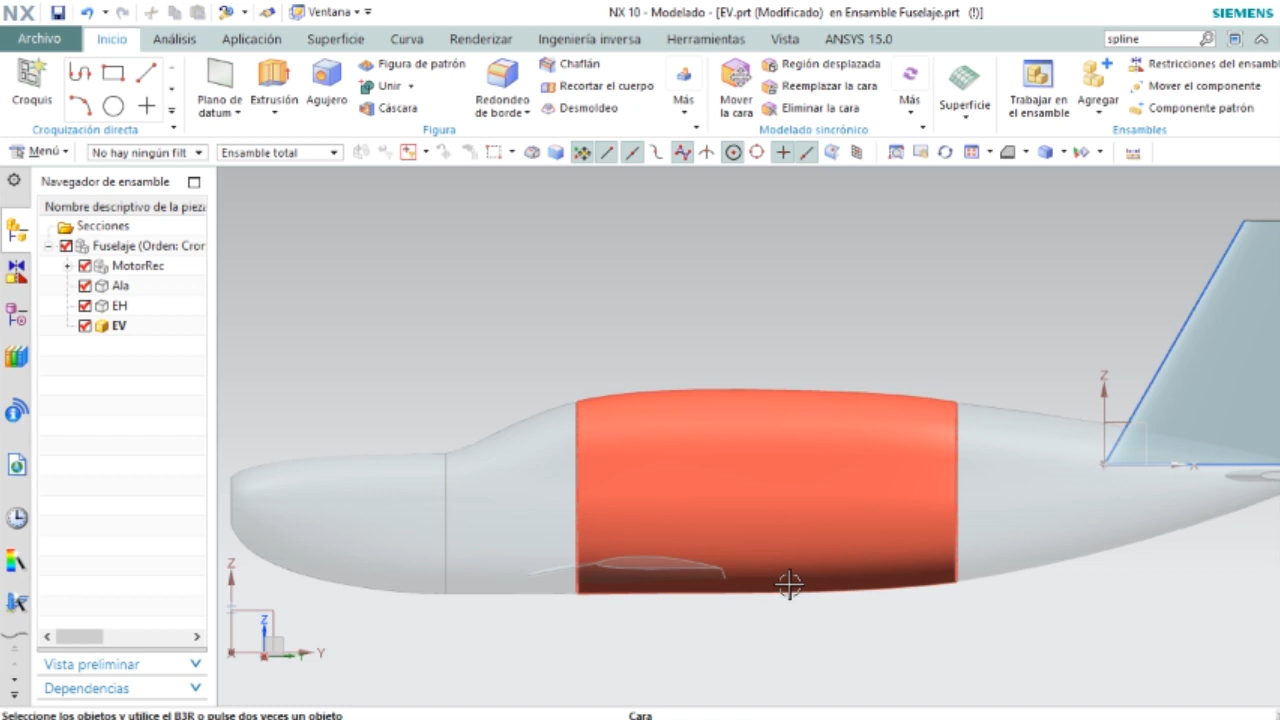 NX
Ventana
NX 10 - Modelado - [EV.prt (Modificado) en Ensamble Fuselaje.prt (!)]
SIEMENS
Archivo
Inicio
Análisis
Aplicación
Superficie
Curva
Renderizar
Ingeniería inversa
Herramientas
Vista
ANSYS 15.0
spline
Croquis
Croquización directa
Plano de datum
Extrusión
Agujero
Figura de patrón
Unir
Cáscara
Redondeo de borde
Chaflán
Recortar el cuerpo
Desmoldeo
Más
Figura
Mover la cara
Región desplazada
Reemplazar la cara
Eliminar la cara
Más
Modelado sincrónico
Superficie
Trabajar en el ensamble
Agregar
Restricciones del ensambl
Mover el componente
Componente patrón
Ensambles
Menú
No hay ningún filt
Ensamble total
Navegador de ensamble
Nombre descriptivo de la pieza
Secciones
Fuselaje (Orden: Cror
MotorRec
Ala
EH
EV
Vista preliminar
Dependencias
Z
Z
Z
Y
Seleccione los objetos y utilice el B3R o pulse dos veces un objeto
Cara